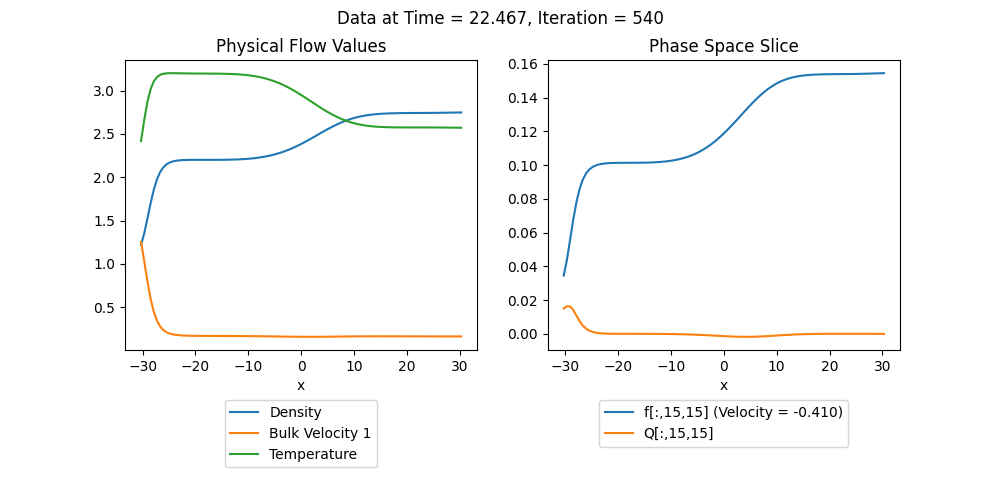 Data at Time = 22.467, Iteration = 540
Physical Flow Values
3.0
2.5
2.0
1.5
1.0
0.5
−30
−20
−10
0
10
20
30
x
Density
Bulk Velocity 1
Temperature
Phase Space Slice
0.16
0.14
0.12
0.10
0.08
0.06
0.04
0.02
0.00
−30
−20
−10
0
10
20
30
x
f[:,15,15] (Velocity = -0.410)
Q[:,15,15]